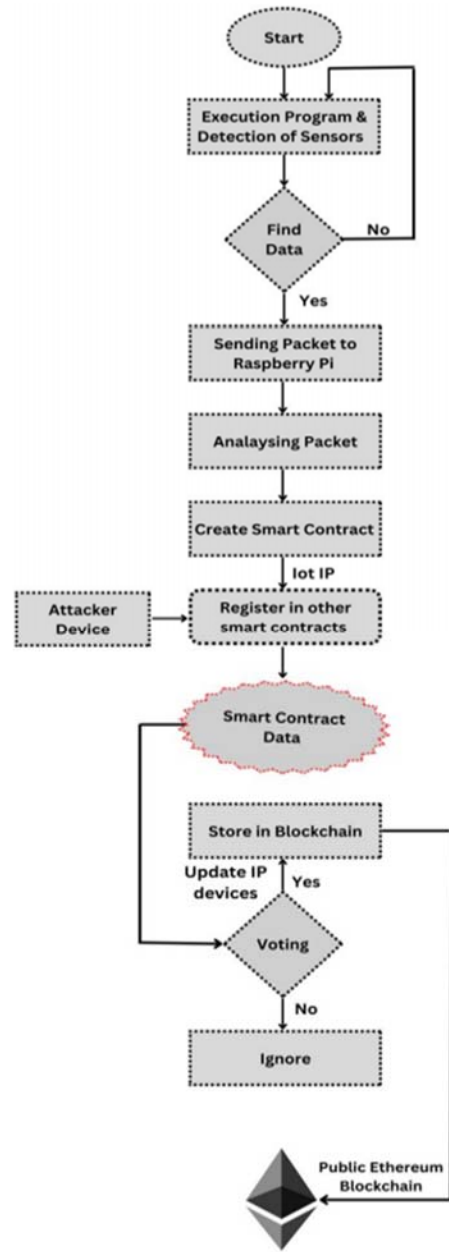 Start
Execution Program &
Detection of Sensors
Find
Data
No
Yes
Sending Packet to
Raspberry Pi
Analaysing Packet
Create Smart Contract
Iot IP
Attacker
Device
Register in other
smart contracts
Smart Contract
Data
Store in Blockchain
Update IP
devices
Yes
Voting
No
Ignore
Public Ethereum
Blockchain